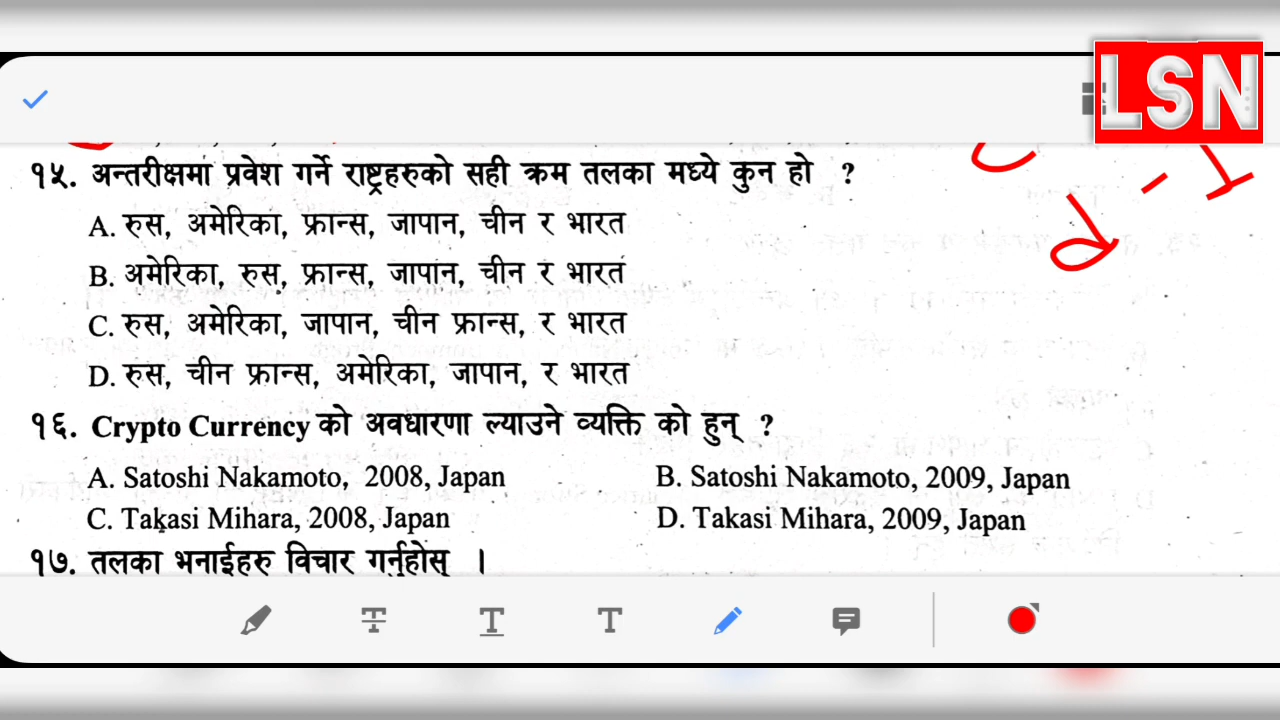 LSN
१५. अन्तरीक्षमा प्रवेश गर्ने राष्ट्रहरुको सही क्रम तलका मध्ये कुन हो ?
A. रुस, अमेरिका, फ्रान्स, जापान, चीन र भारत
B. अमेरिका, रुस, फ्रान्स, जापान, चीन र भारत
C. रुस, अमेरिका, जापान, चीन फ्रान्स, र भारत
D. रुस, चीन फ्रान्स, अमेरिका, जापान, र भारत
d - I
१६. Crypto Currency को अवधारणा ल्याउने व्यक्ति को हुन् ?
A. Satoshi Nakamoto, 2008, Japan B. Satoshi Nakamoto, 2009, Japan
C. Takasi Mihara, 2008, Japan D. Takasi Mihara, 2009, Japan
१७. तलका भनाईहरु विचार गर्नुहोस् ।